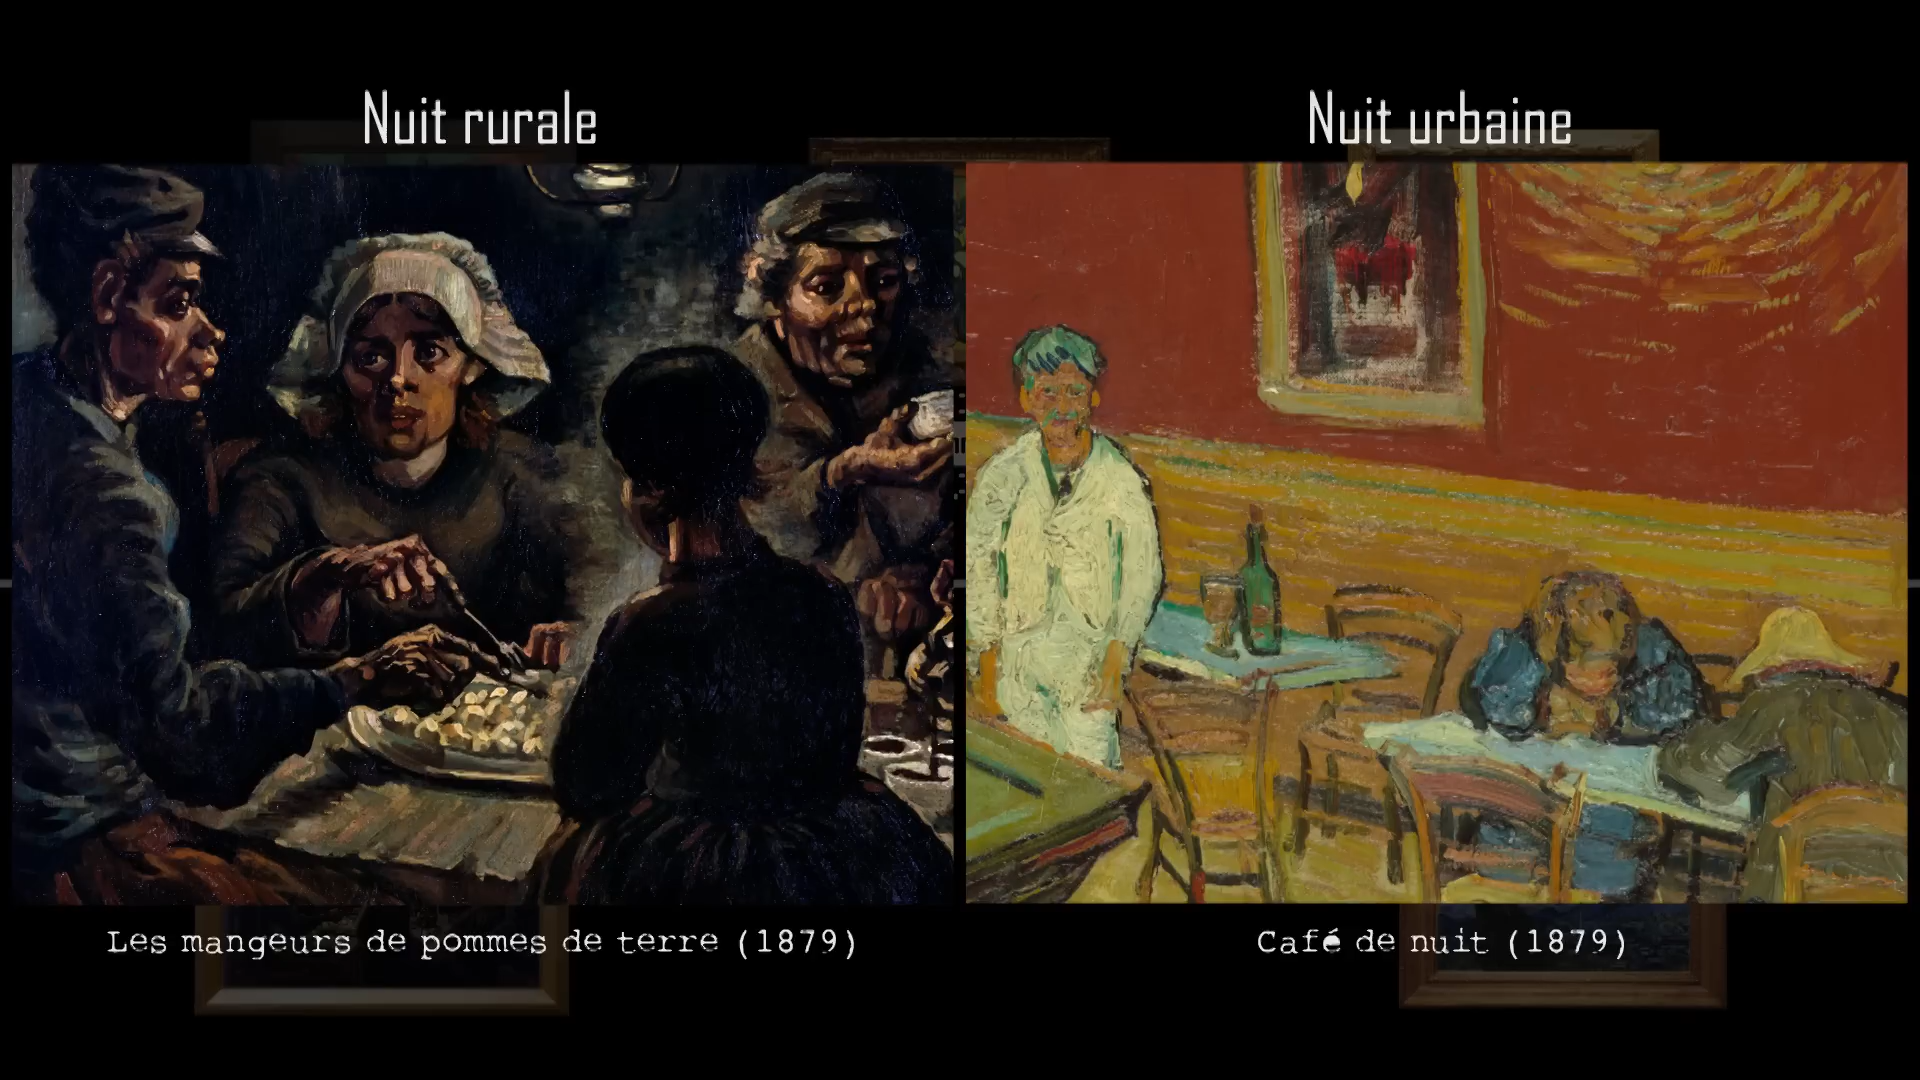 Nuit rurale
Nuit urbaine
Les mangeurs de pommes de terre (1879)
Café de nuit (1879)